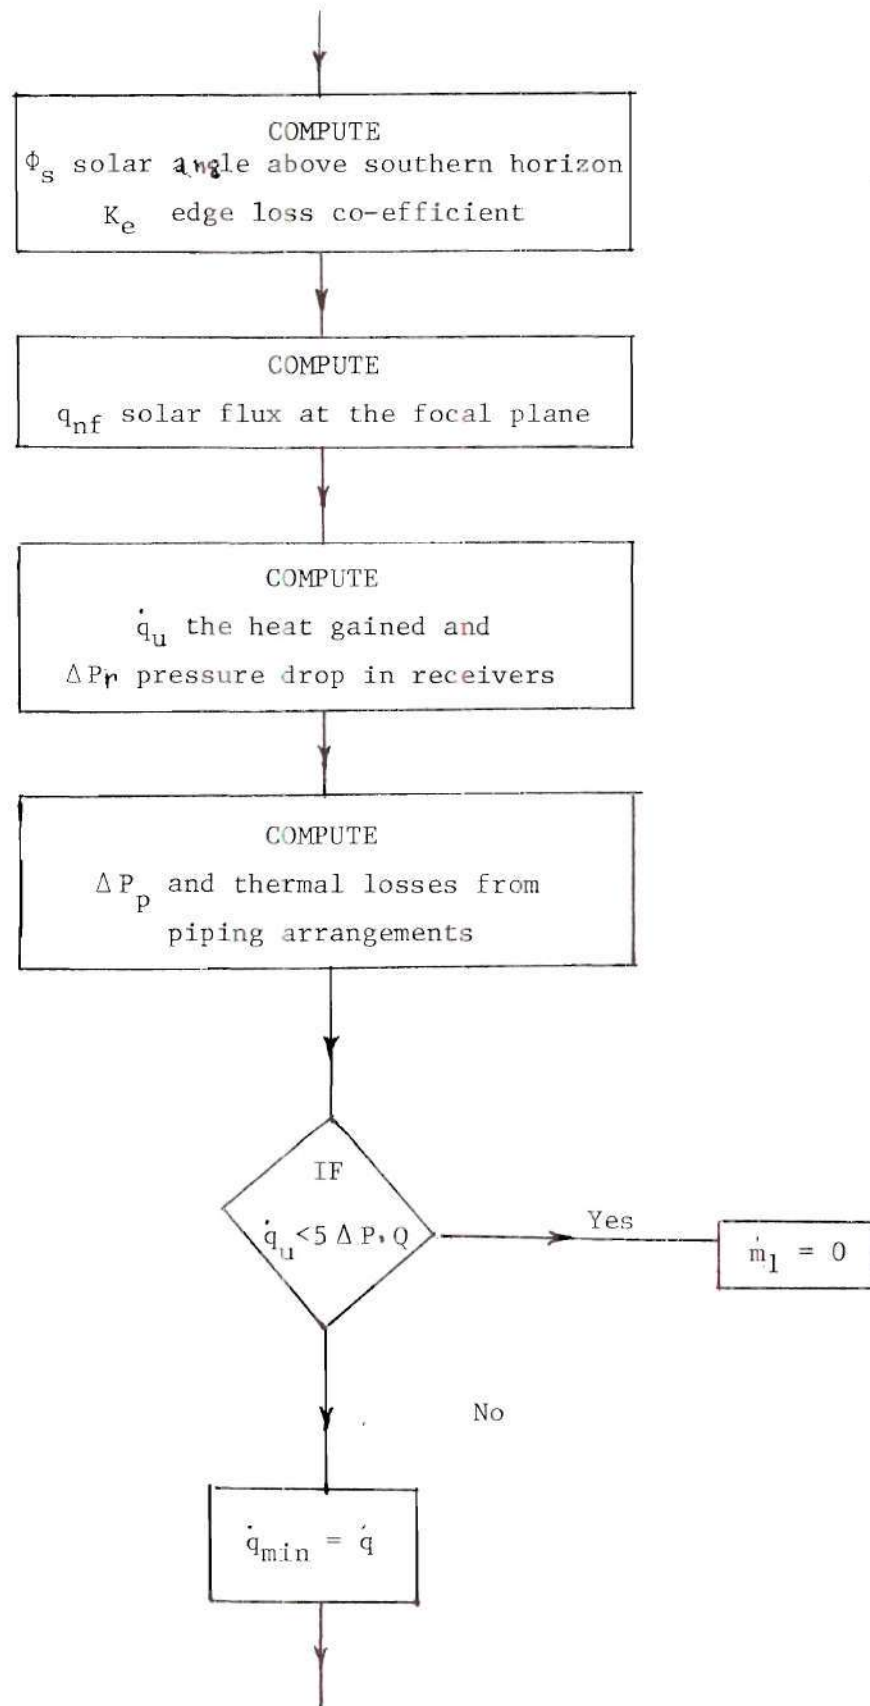 COMPUTE
Φs solar angle above southern horizon
Ke edge loss co-efficient
COMPUTE
qnf solar flux at the focal plane
COMPUTE
q̇u the heat gained and
ΔPr pressure drop in receivers
COMPUTE
ΔPp and thermal losses from
piping arrangements
IF
q̇u <5 ΔP.Q
Yes
ṁ1 = 0
No
q̇min = q̇